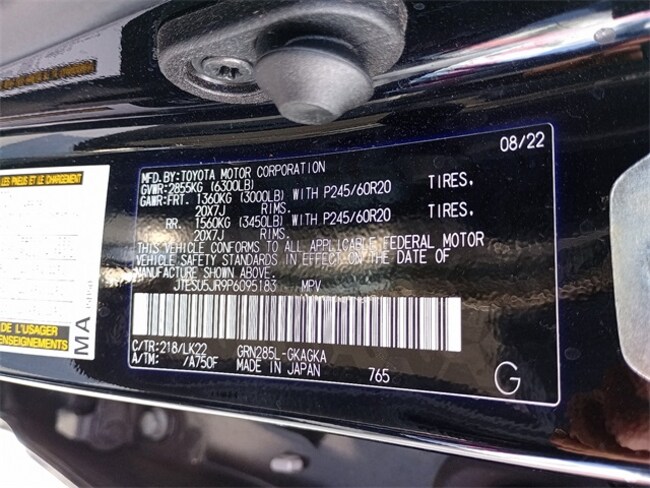 08/22
MFD.BY:TOYOTA MOTOR CORPORATION
GVWR:2855KG (6300LB)
GAWR:FRT. 1360KG (3000LB) WITH P245/60R20 TIRES,
20X7J RIMS.
RR. 1560KG (3450LB) WITH P245/60R20 TIRES,
20X7J RIMS.
THIS VEHICLE CONFORMS TO ALL APPLICABLE FEDERAL MOTOR
VEHICLE SAFETY STANDARDS IN EFFECT ON THE DATE OF
MANUFACTURE SHOWN ABOVE.
JTESU5JR9P6095183 MPV
C/TR:218/LK22 GRN285L-GKAGKA
A/TM: /A750F MADE IN JAPAN 765
G
LES PNEUS ET LE CHARGEMENT
DE L'USAGER
ENSEIGNEMENTS
MA